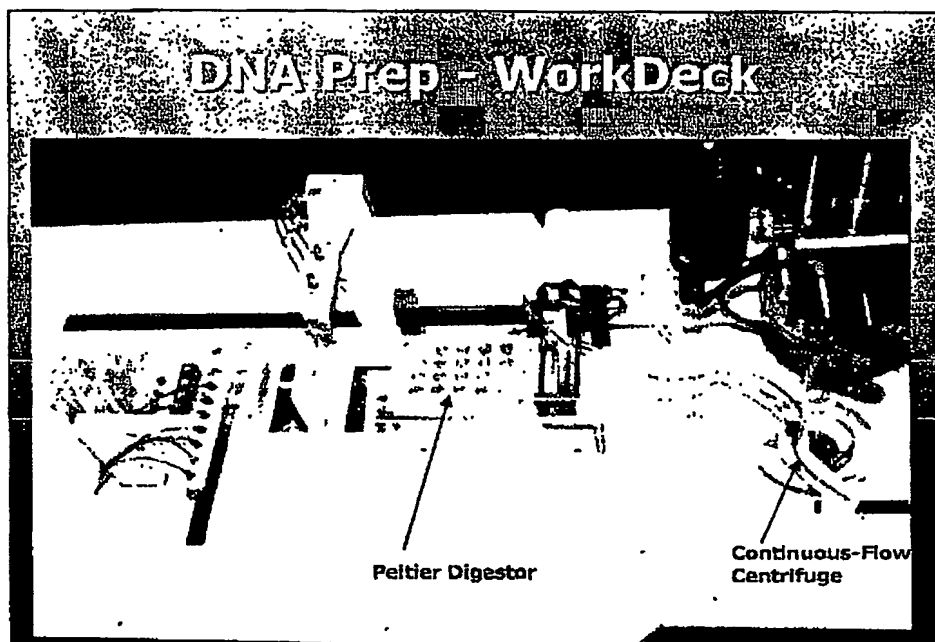 DNA Prep - WorkDeck
Peltier Digestor
Continuous-Flow
Centrifuge